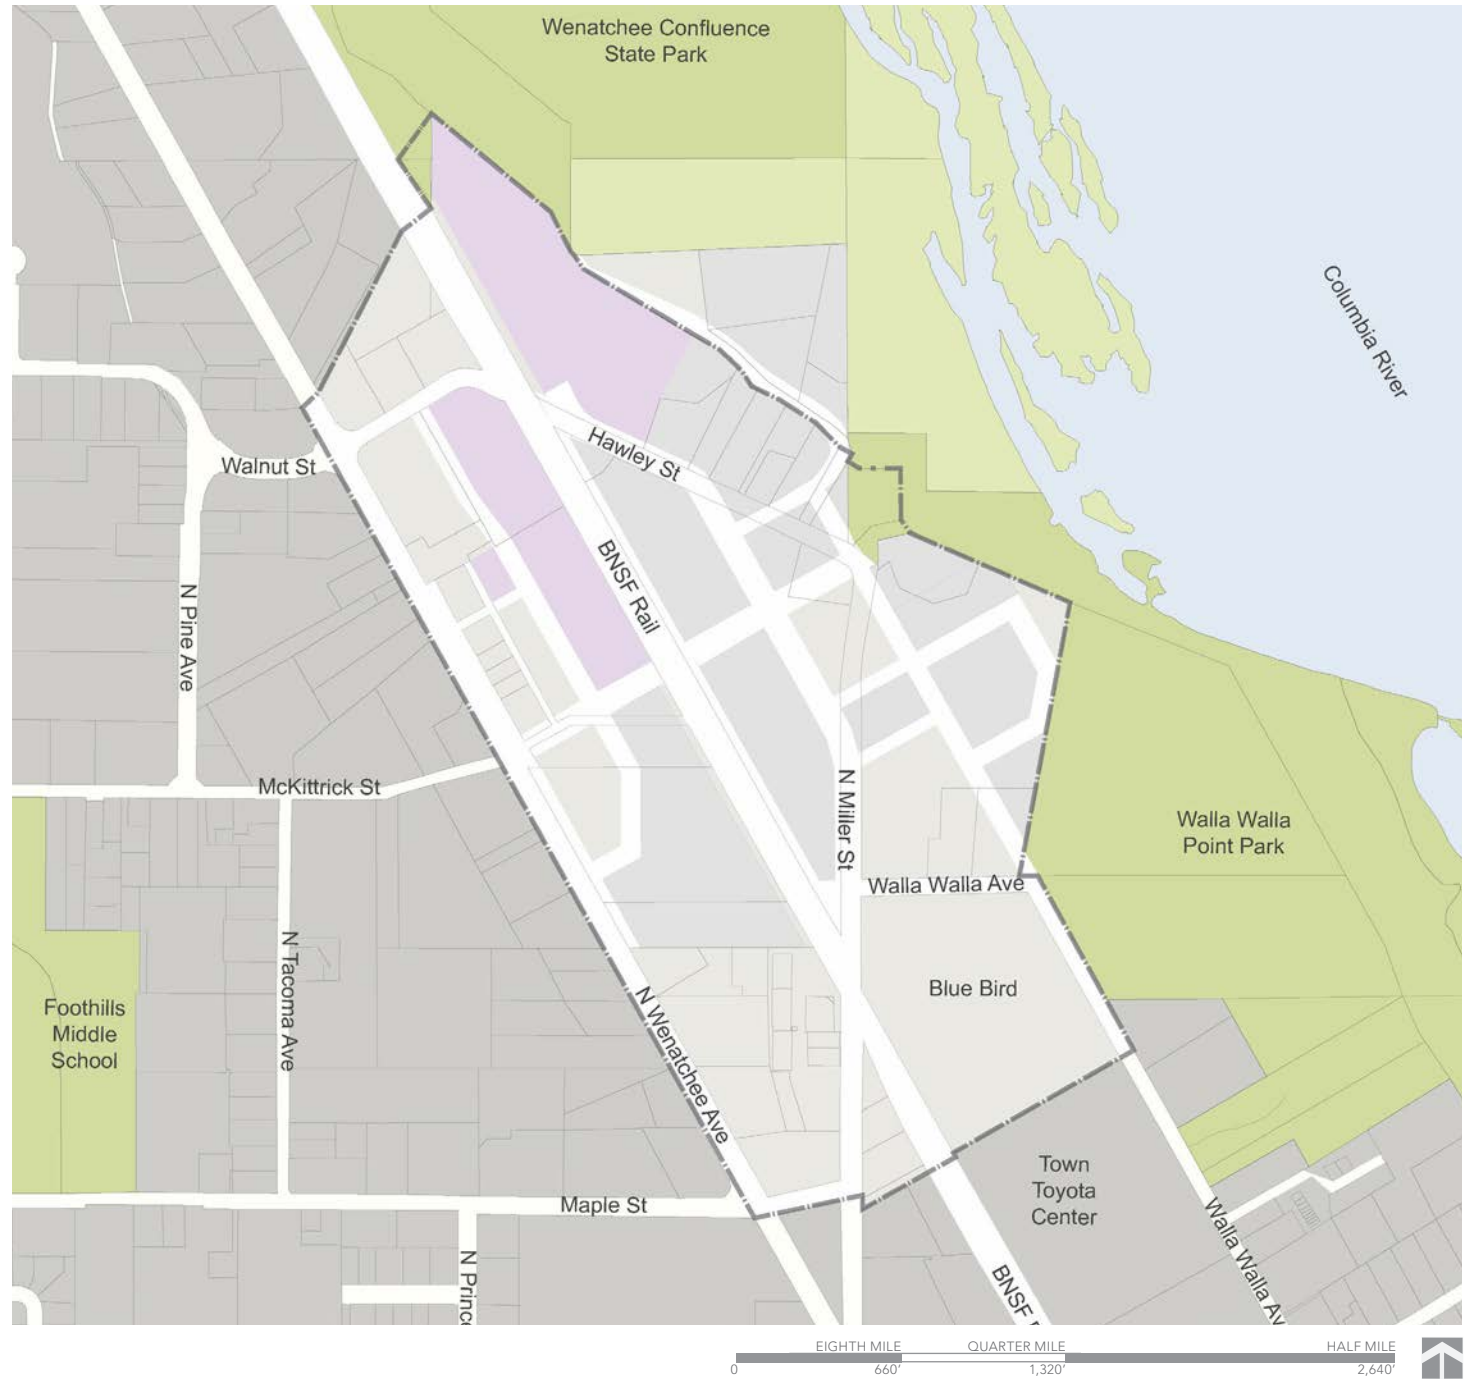 Wenatchee Confluence
State Park
Columbia River
Hawley St
Walnut St
BNSF Rail
N Pine Ave
McKittrick St
N Miller St
Walla Walla
Point Park
Walla Walla Ave
Blue Bird
N Tacoma Ave
Foothills
Middle
School
N Wenatchee Ave
Town
Toyota
Center
Maple St
Walla Walla Av
N Princ
BNSF
EIGHTH MILE
QUARTER MILE
HALF MILE
0
660'
1,320'
2,640'